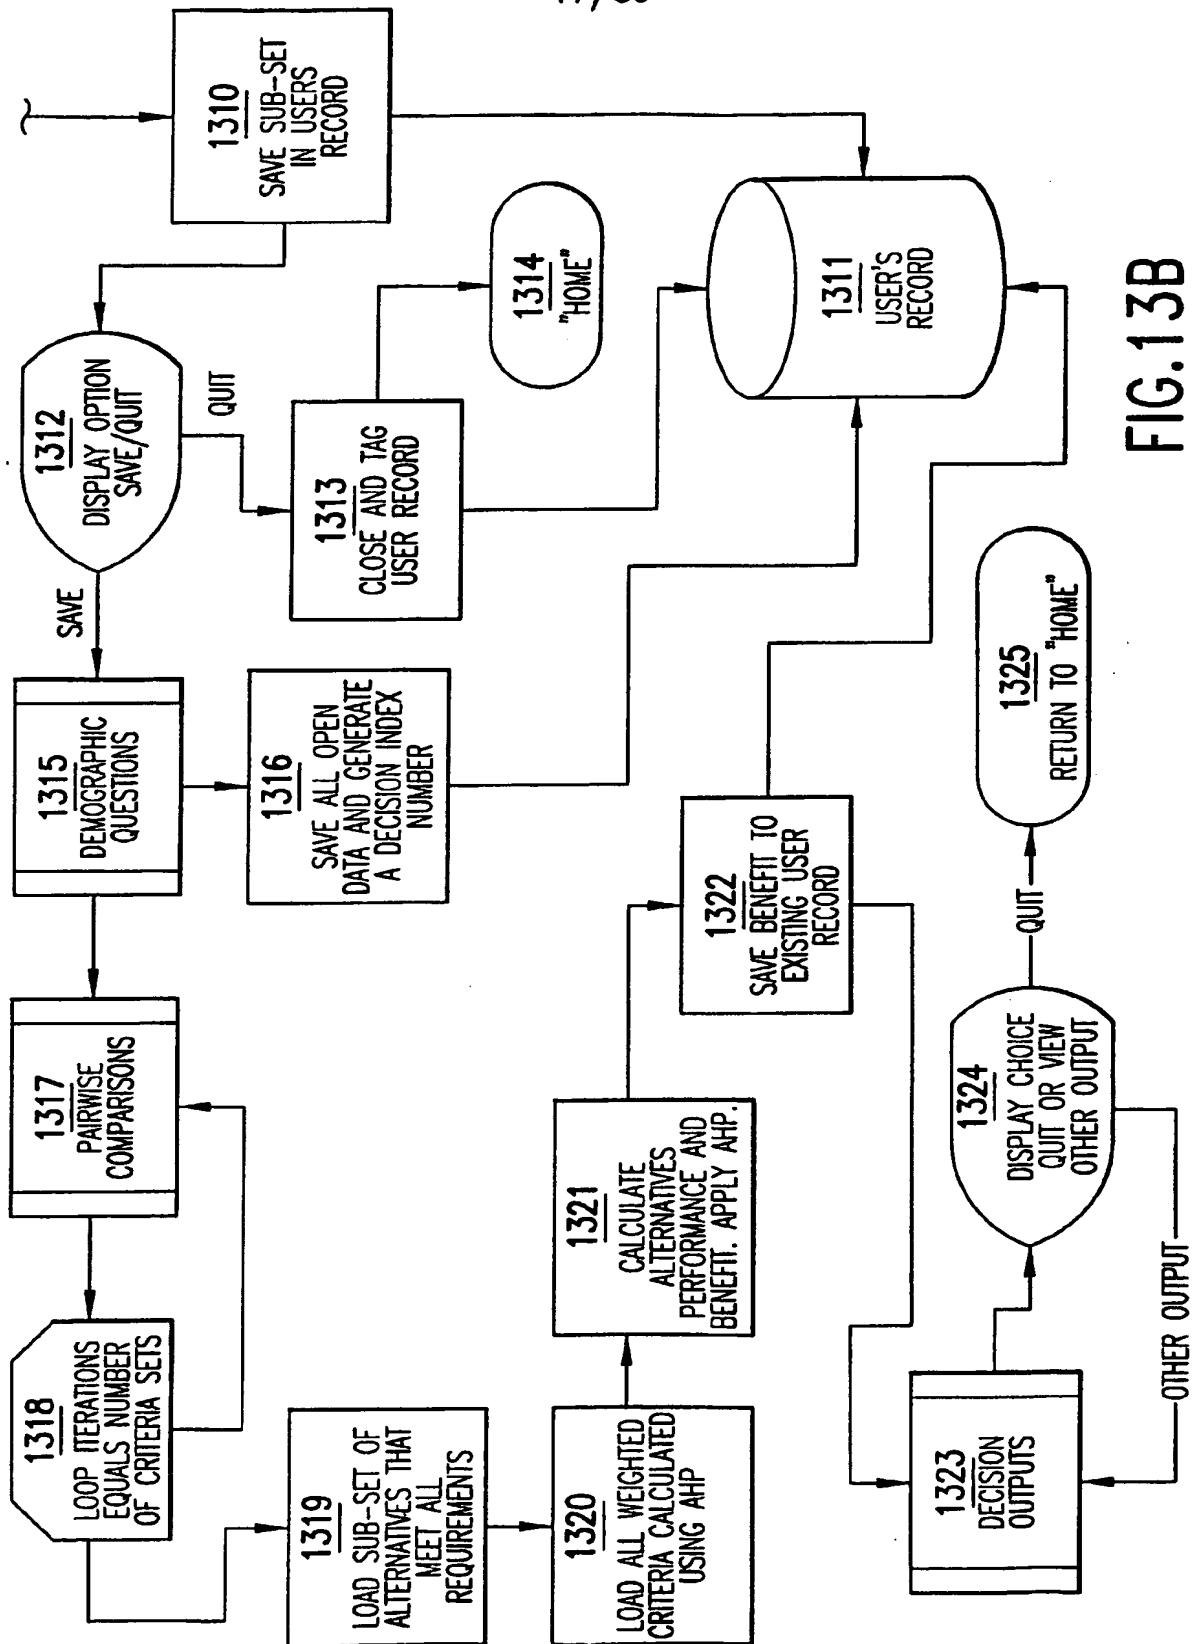 1310
SAVE SUB-SET
IN USERS
RECORD
1312
DISPLAY OPTION
SAVE/QUIT
QUIT
SAVE
1313
CLOSE AND TAG
USER RECORD
1314
"HOME"
1311
USER'S
RECORD
1315
DEMOGRAPHIC
QUESTIONS
1316
SAVE ALL OPEN
DATA AND GENERATE
A DECISION INDEX
NUMBER
1317
PAIRWISE
COMPARISONS
1318
LOOP ITERATIONS
EQUALS NUMBER
OF CRITERIA SETS
1319
LOAD SUB-SET OF
ALTERNATIVES THAT
MEET ALL
REQUIREMENTS
1320
LOAD ALL WEIGHTED
CRITERIA CALCULATED
USING AHP
1321
CALCULATE
ALTERNATIVES
PERFORMANCE AND
BENEFIT. APPLY AHP.
1322
SAVE BENEFIT TO
EXISTING USER
RECORD
1323
DECISION
OUTPUTS
1324
DISPLAY CHOICE
QUIT OR VIEW
OTHER OUTPUT
QUIT
OTHER OUTPUT
1325
RETURN TO "HOME"
FIG.13B